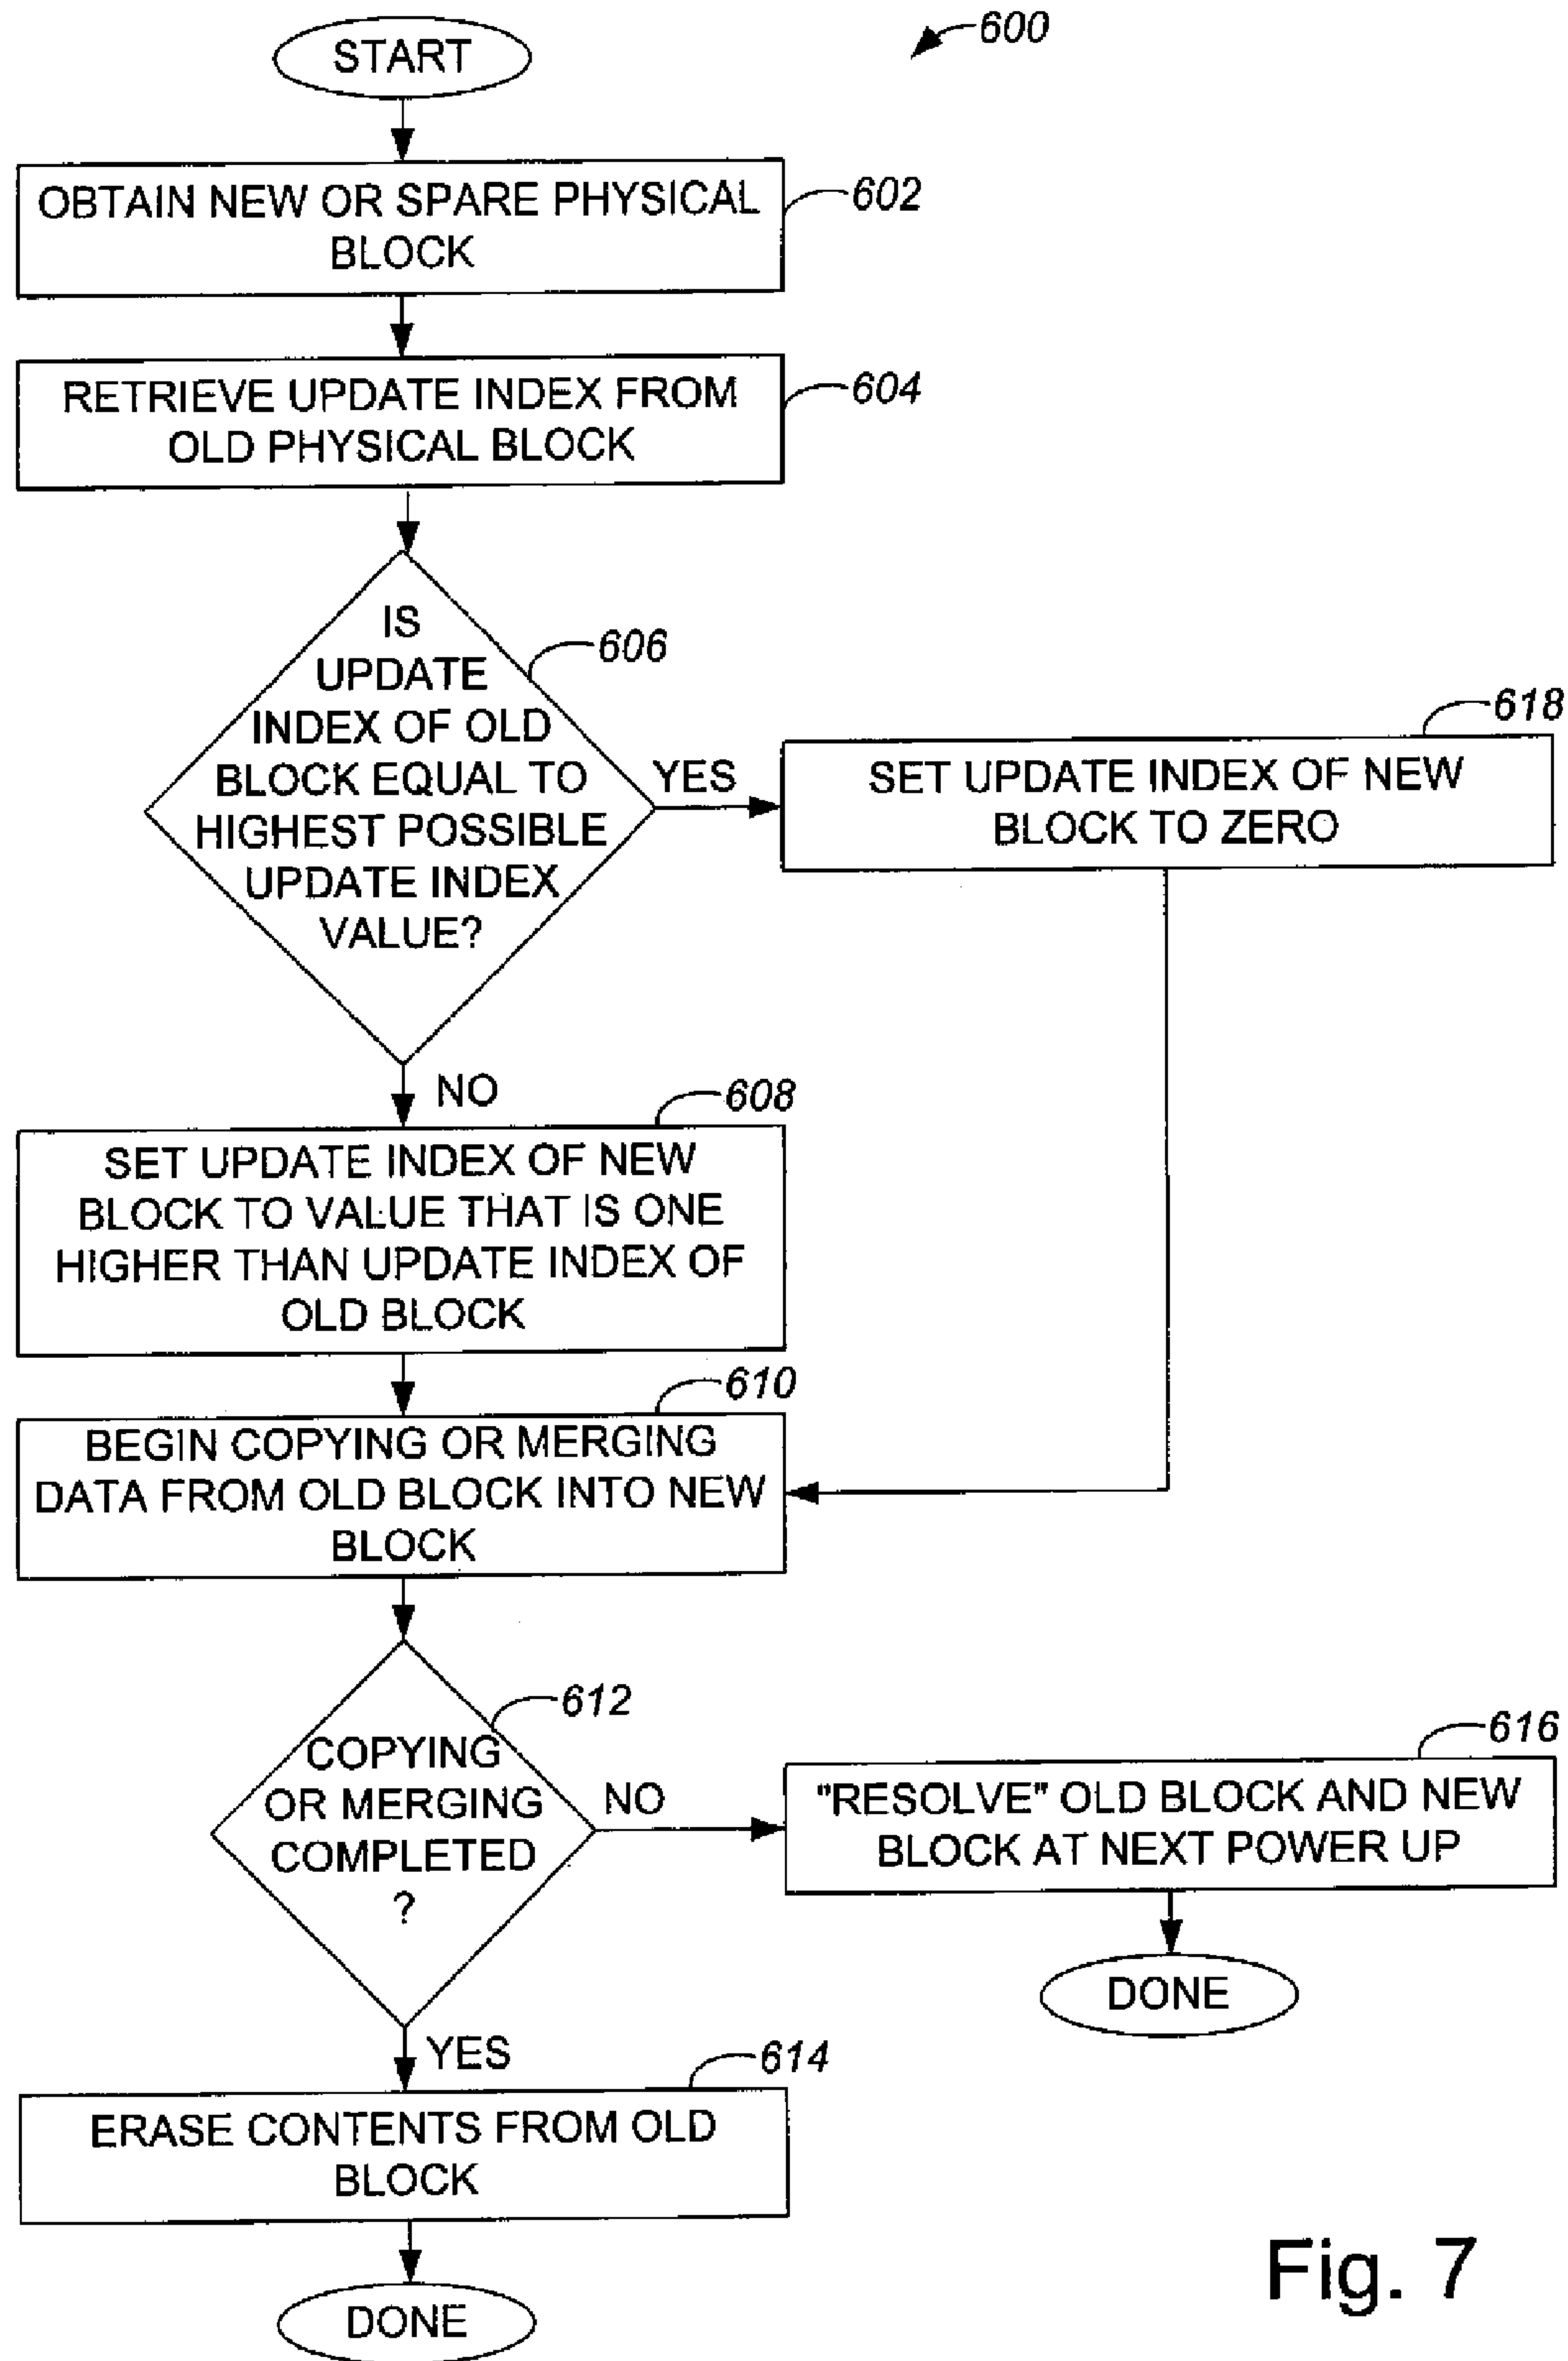 START
600
OBTAIN NEW OR SPARE PHYSICAL
BLOCK
602
RETRIEVE UPDATE INDEX FROM
OLD PHYSICAL BLOCK
604
IS
UPDATE
INDEX OF OLD
BLOCK EQUAL TO
HIGHEST POSSIBLE
UPDATE INDEX
VALUE?
606
YES
618
SET UPDATE INDEX OF NEW
BLOCK TO ZERO
NO
608
SET UPDATE INDEX OF NEW
BLOCK TO VALUE THAT IS ONE
HIGHER THAN UPDATE INDEX OF
OLD BLOCK
610
BEGIN COPYING OR MERGING
DATA FROM OLD BLOCK INTO NEW
BLOCK
612
COPYING
OR MERGING
COMPLETED
?
NO
616
"RESOLVE" OLD BLOCK AND NEW
BLOCK AT NEXT POWER UP
DONE
YES
614
ERASE CONTENTS FROM OLD
BLOCK
DONE
Fig. 7